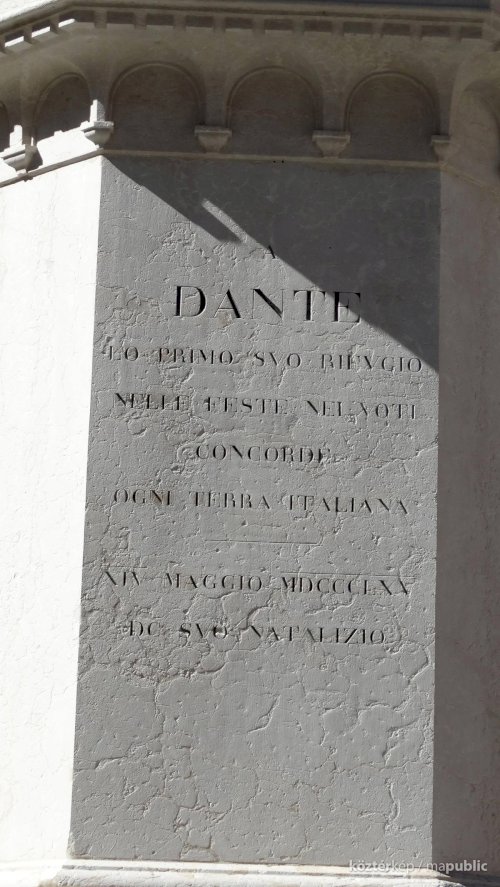 A
DANTE
LO PRIMO SVO RIFVGIO
NELLE FESTE NEI VOTI
CONCORDE
OGNI TERRA ITALIANA
XIV MAGGIO MDCCCLXV
DC SVO NATALIZIO
köztérkép / mapublic